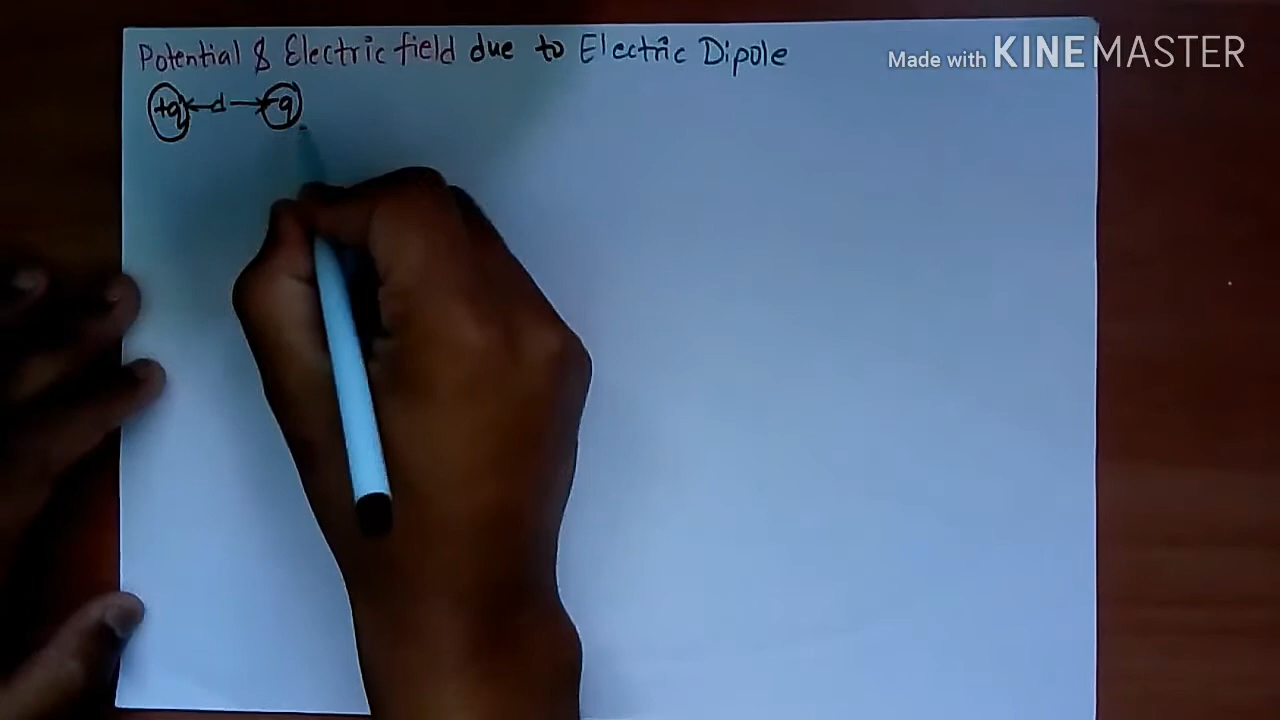 Potential & Electric field due to Electric Dipole
Made with KINEMASTER
+q d -q